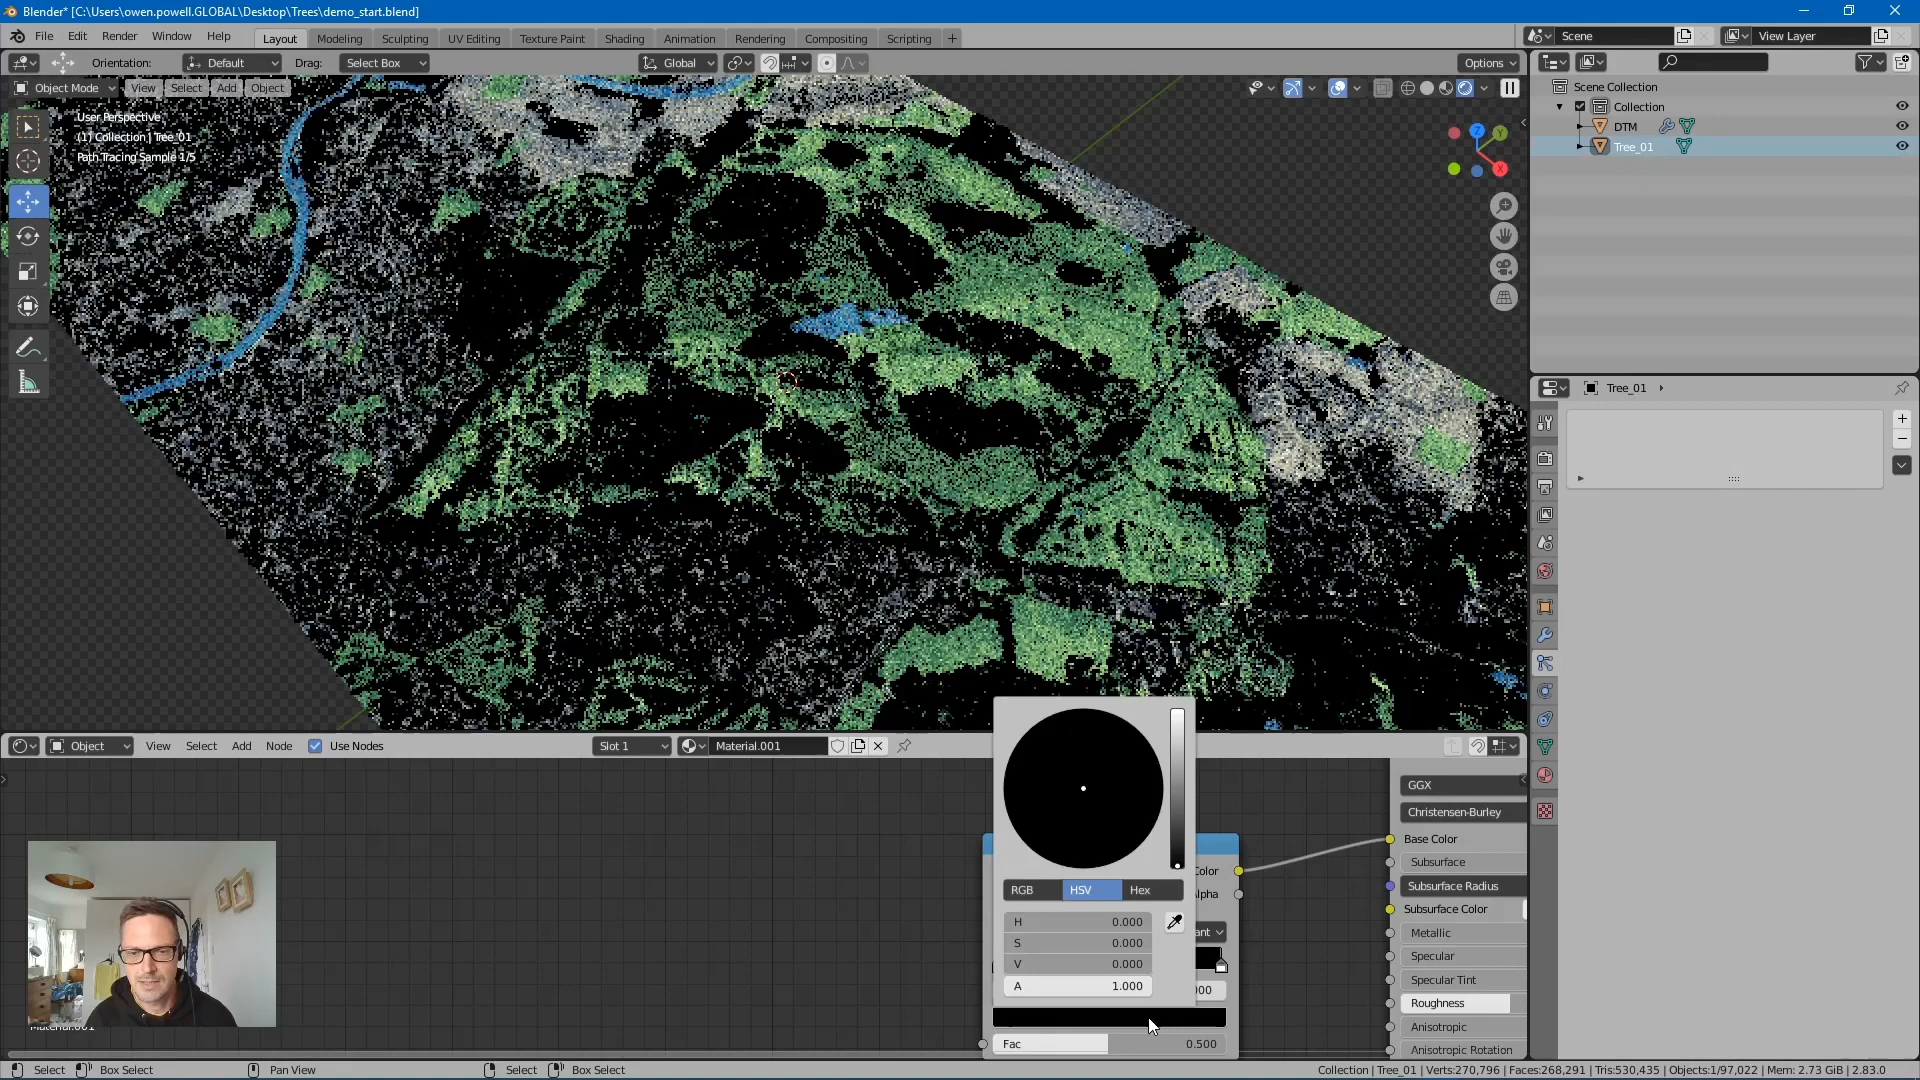 Blender* [C:\Users\owen.powell.GLOBAL\Desktop\Trees\demo_start.blend]
File Edit Render Window Help Layout Modeling Sculpting UV Editing Texture Paint Shading Animation Rendering Compositing Scripting + Scene View Layer
Orientation: Default Drag: Select Box Global Options
Object Mode View Select Add Object
User Perspective
(1) Collection | Tree_01
Path Tracing Sample 1/5
Z Y X
Scene Collection
Collection
DTM
Tree_01
Tree_01
Object View Select Add Node Use Nodes Slot 1 Material.001
GGX
Christensen-Burley
Base Color
Subsurface
Subsurface Radius
Subsurface Color
Metallic
Specular
Specular Tint
Roughness
Anisotropic
Anisotropic Rotation
Color
Alpha
RGB HSV Hex
H 0.000
S 0.000
V 0.000
A 1.000
Fac 0.500
Select Box Select Pan View Select Box Select
Collection | Tree_01 | Verts:270,796 | Faces:268,291 | Tris:530,435 | Objects:1/97,022 | Mem: 2.73 GiB | 2.83.0